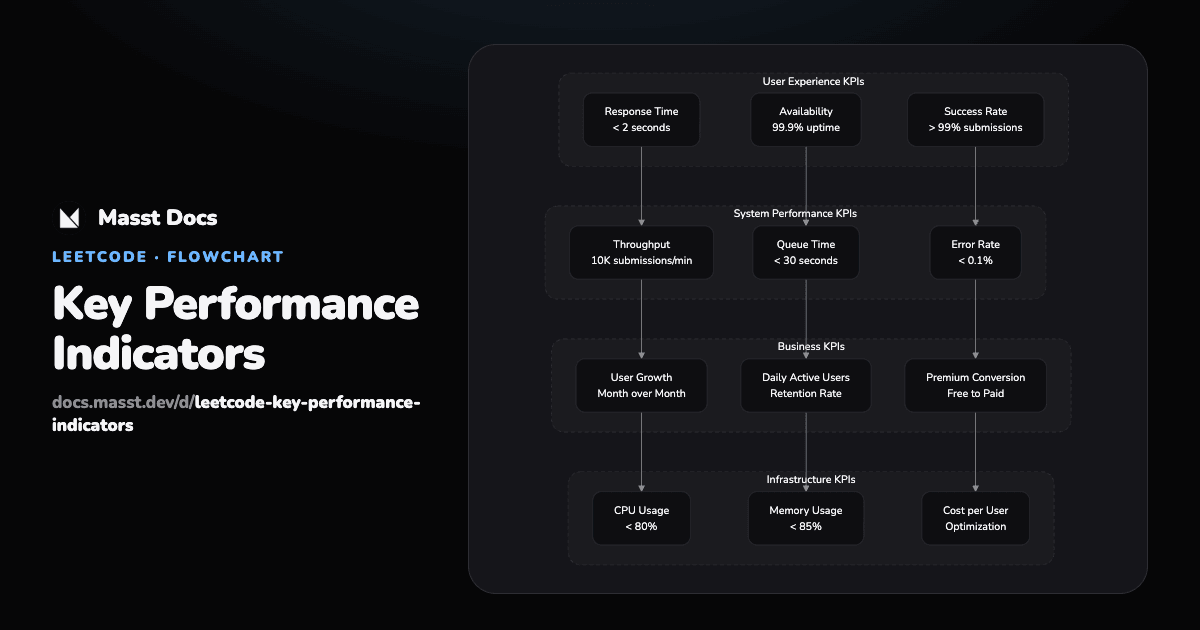 Masst Docs
LEETCODE · FLOWCHART
Key Performance
Indicators
docs.masst.dev/d/leetcode-key-performance-
indicators
User Experience KPIs
Response Time
< 2 seconds
Availability
99.9% uptime
Success Rate
> 99% submissions
System Performance KPIs
Throughput
10K submissions/min
Queue Time
< 30 seconds
Error Rate
< 0.1%
Business KPIs
User Growth
Month over Month
Daily Active Users
Retention Rate
Premium Conversion
Free to Paid
Infrastructure KPIs
CPU Usage
< 80%
Memory Usage
< 85%
Cost per User
Optimization